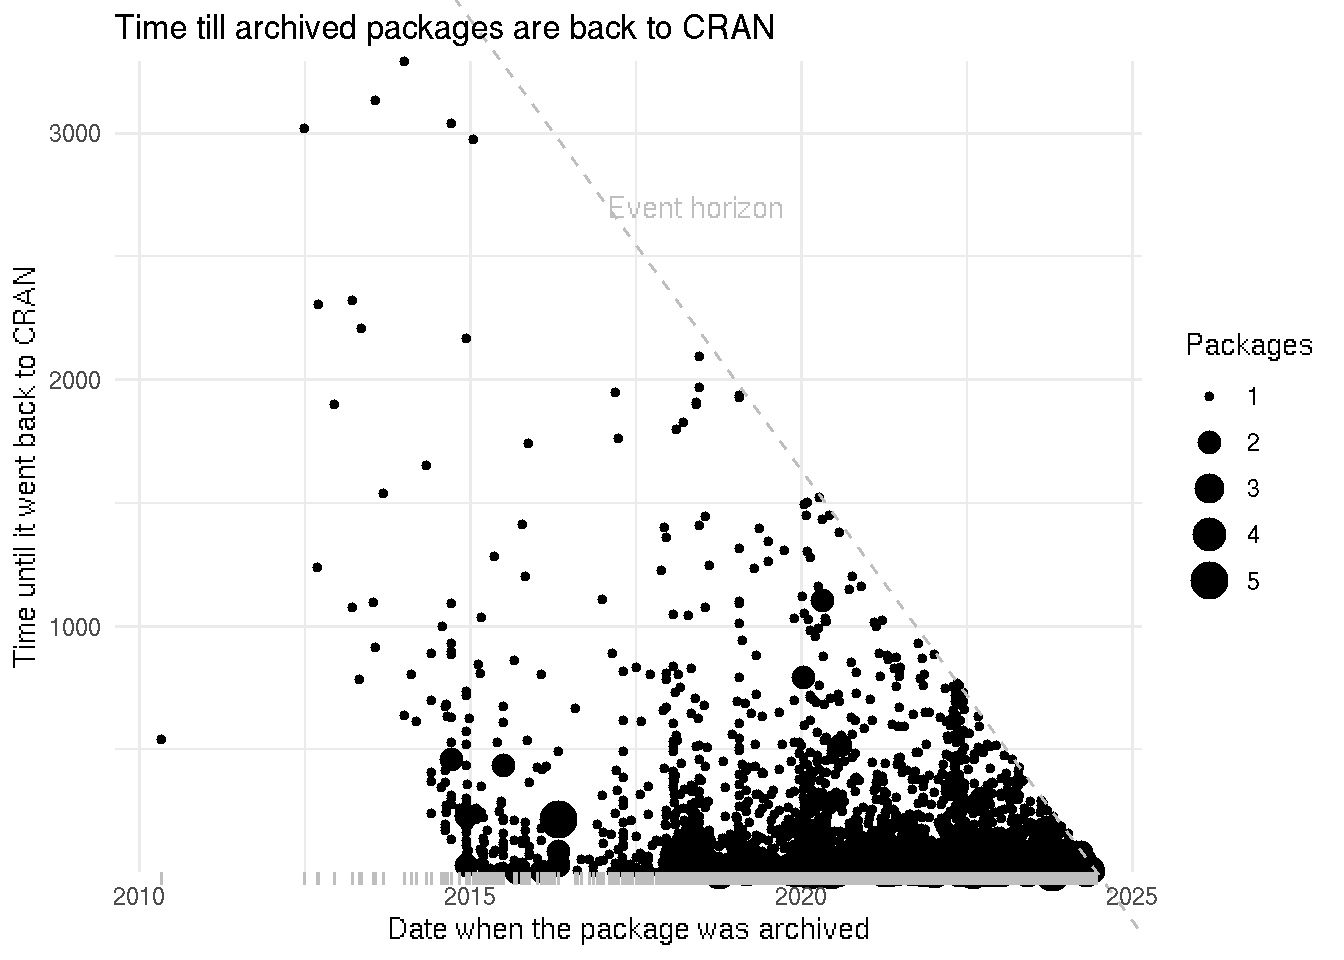 Time till archived packages are back to CRAN
Time until it went back to CRAN
3000
2000
1000
Event horizon
2010
2015
2020
2025
Date when the package was archived
Packages
1
2
3
4
5